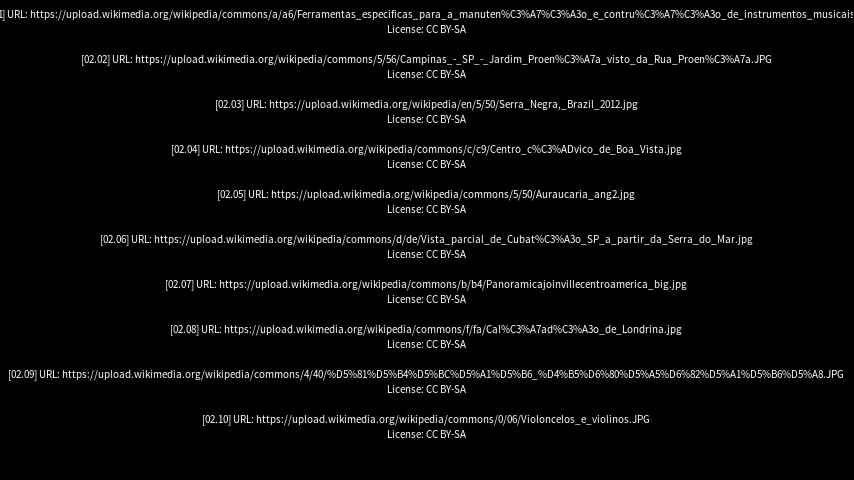 1] URL: https://upload.wikimedia.org/wikipedia/commons/a/a6/Ferramentas_especificas_para_a_manuten%C3%A7%C3%A3o_e_contru%C3%A7%C3%A3o_de_instrumentos_musicais
License: CC BY-SA
[02.02] URL: https://upload.wikimedia.org/wikipedia/commons/5/56/Campinas_-_SP_-_Jardim_Proen%C3%A7a_visto_da_Rua_Proen%C3%A7a.JPG
License: CC BY-SA
[02.03] URL: https://upload.wikimedia.org/wikipedia/en/5/50/Serra_Negra,_Brazil_2012.jpg
License: CC BY-SA
[02.04] URL: https://upload.wikimedia.org/wikipedia/commons/c/c9/Centro_c%C3%ADvico_de_Boa_Vista.jpg
License: CC BY-SA
[02.05] URL: https://upload.wikimedia.org/wikipedia/commons/5/50/Auraucaria_ang2.jpg
License: CC BY-SA
[02.06] URL: https://upload.wikimedia.org/wikipedia/commons/d/de/Vista_parcial_de_Cubat%C3%A3o_SP_a_partir_da_Serra_do_Mar.jpg
License: CC BY-SA
[02.07] URL: https://upload.wikimedia.org/wikipedia/commons/b/b4/Panoramicajoinvillecentroamerica_big.jpg
License: CC BY-SA
[02.08] URL: https://upload.wikimedia.org/wikipedia/commons/f/fa/Cal%C3%A7ad%C3%A3o_de_Londrina.jpg
License: CC BY-SA
[02.09] URL: https://upload.wikimedia.org/wikipedia/commons/4/40/%D5%81%D5%B4%D5%BC%D5%A1%D5%B6_%D4%B5%D6%80%D5%A5%D6%82%D5%A1%D5%B6%D5%A8.JPG
License: CC BY-SA
[02.10] URL: https://upload.wikimedia.org/wikipedia/commons/0/06/Violoncelos_e_violinos.JPG
License: CC BY-SA